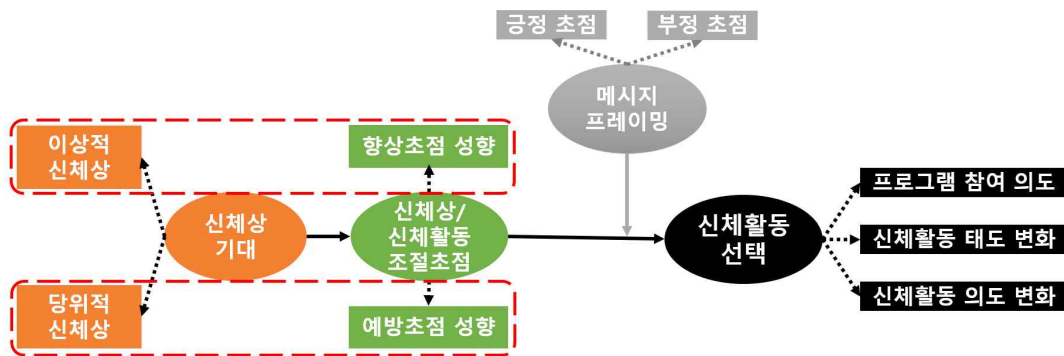 긍정 초점
부정 초점
메시지
프레이밍
이상적
신체상
향상초점 성향
신체상
기대
신체상/
신체활동
조절초점
신체활동
선택
프로그램 참여 의도
신체활동 태도 변화
신체활동 의도 변화
당위적
신체상
예방초점 성향